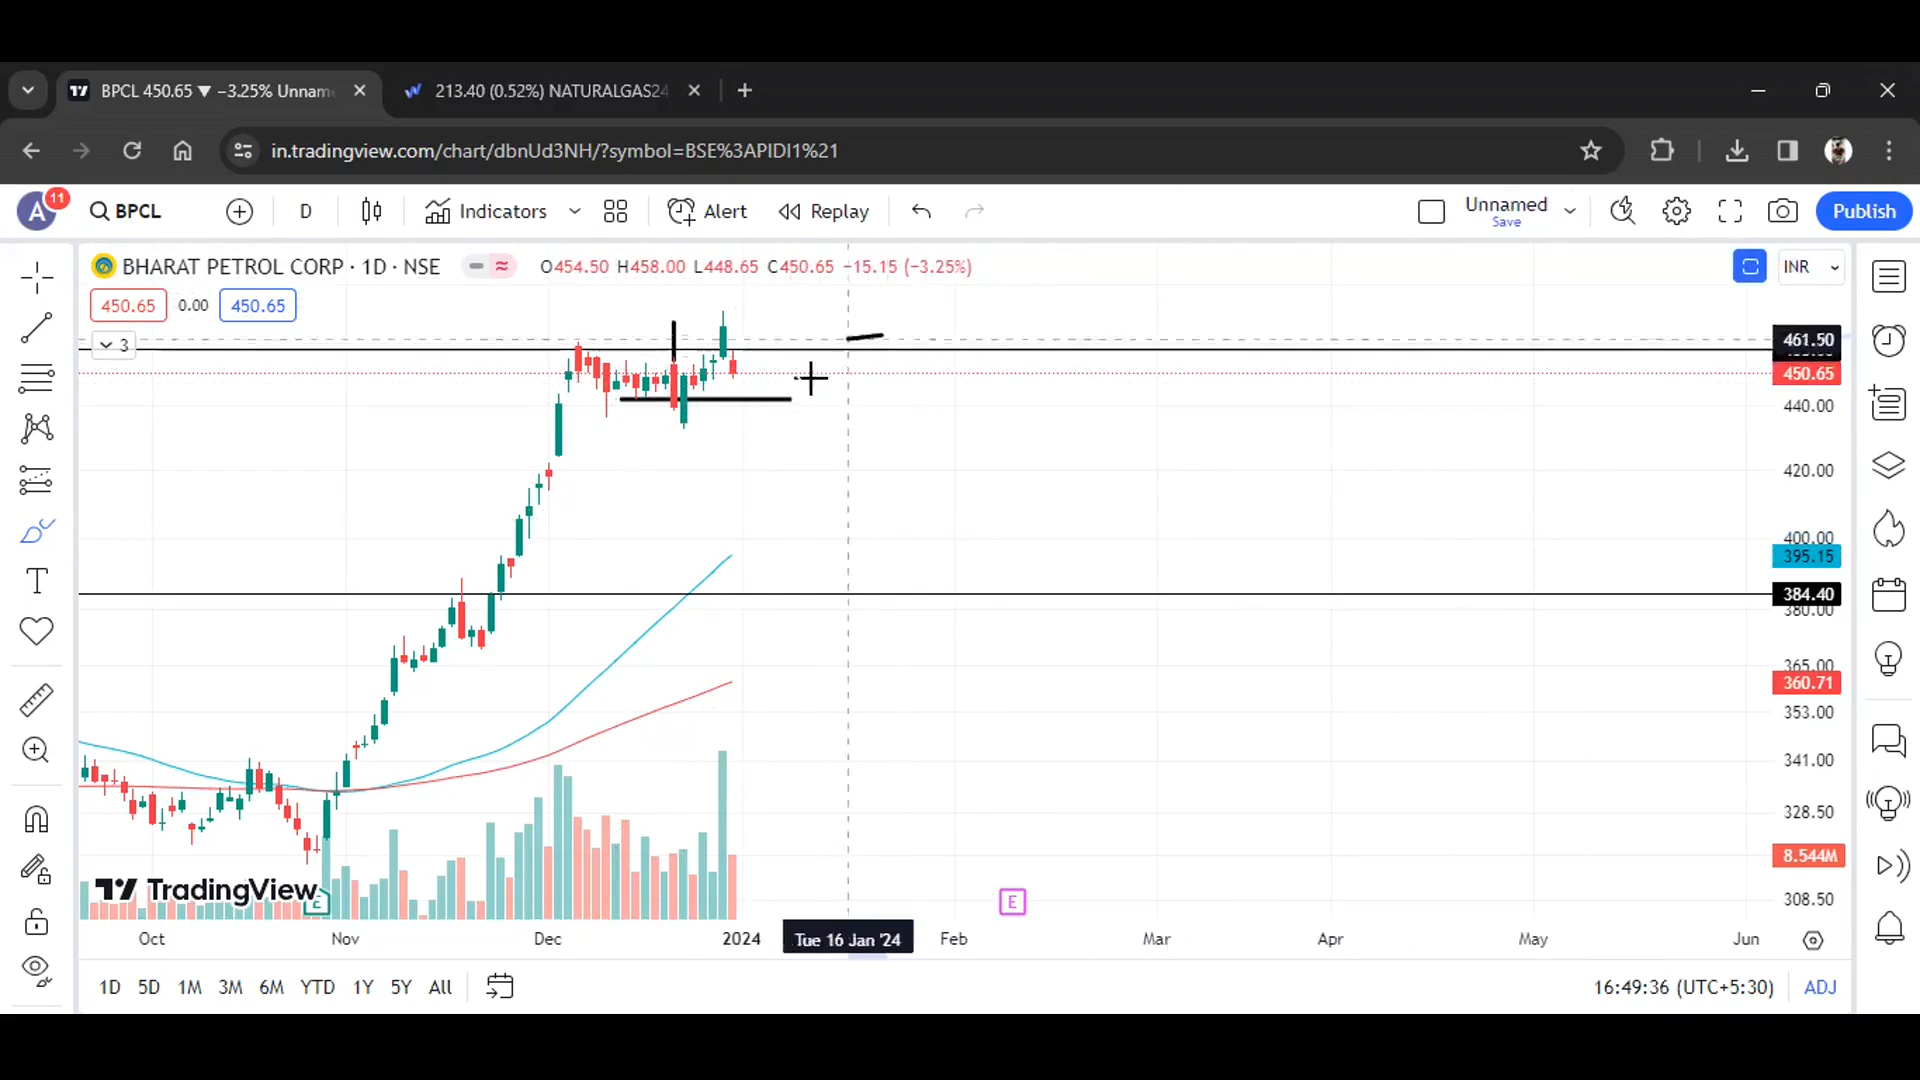 BPCL 450.65 ▼ −3.25% Unnam
213.40 (0.52%) NATURALGAS24
in.tradingview.com/chart/dbnUd3NH/?symbol=BSE%3APIDI1%21
A
11
BPCL
D
Indicators
Alert
Replay
Unnamed
Save
Publish
BHARAT PETROL CORP · 1D · NSE
O454.50 H458.00 L448.65 C450.65 −15.15 (−3.25%)
INR
450.65
0.00
450.65
3
461.50
450.65
440.00
420.00
400.00
395.15
384.40
380.00
365.00
360.71
353.00
341.00
328.50
8.544M
308.50
TradingView
E
E
Oct
Nov
Dec
2024
Tue 16 Jan '24
Feb
Mar
Apr
May
Jun
1D 5D 1M 3M 6M YTD 1Y 5Y All
16:49:36 (UTC+5:30)
ADJ